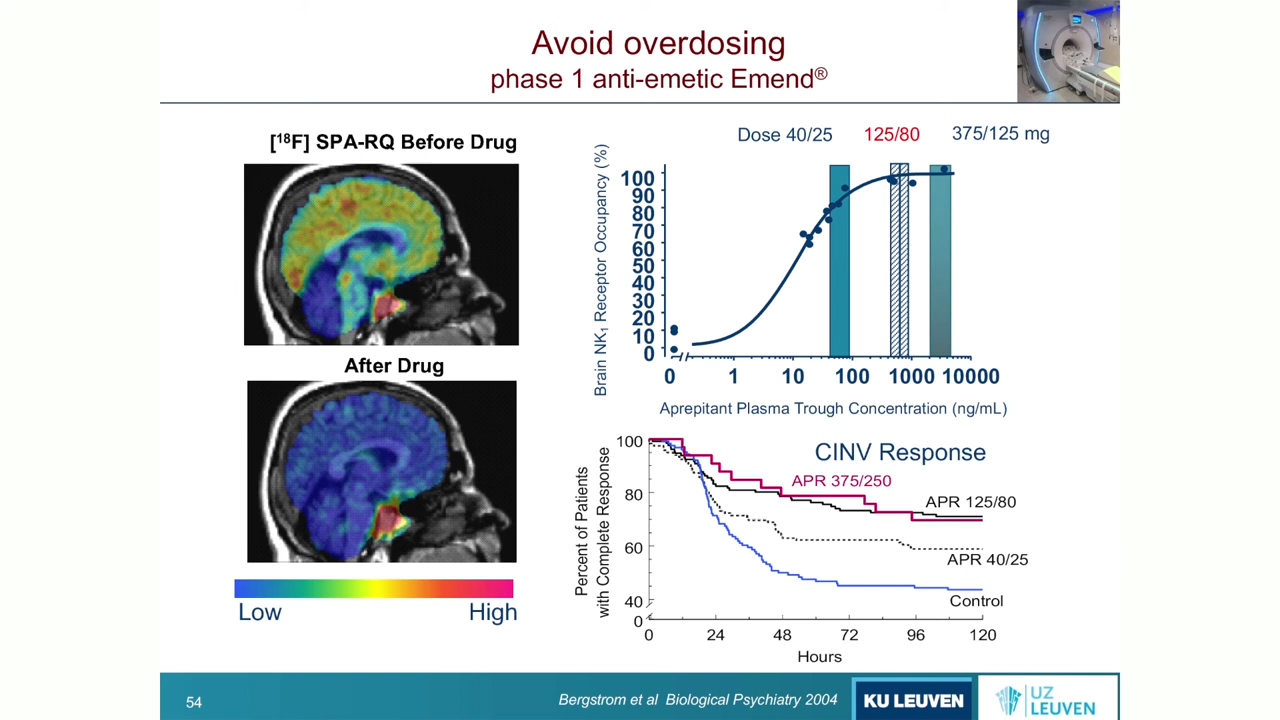 Avoid overdosing
phase 1 anti-emetic Emend®
[¹⁸F] SPA-RQ Before Drug
After Drug
Low High
Dose 40/25 125/80 375/125 mg
Brain NK₁ Receptor Occupancy (%)
100
90
80
70
60
50
40
30
20
10
0
0 1 10 100 1000 10000
Aprepitant Plasma Trough Concentration (ng/mL)
CINV Response
Percent of Patients
with Complete Response
100
80
60
40
0
APR 375/250
APR 125/80
APR 40/25
Control
0 24 48 72 96 120
Hours
54
Bergstrom et al Biological Psychiatry 2004
KU LEUVEN
UZ
LEUVEN